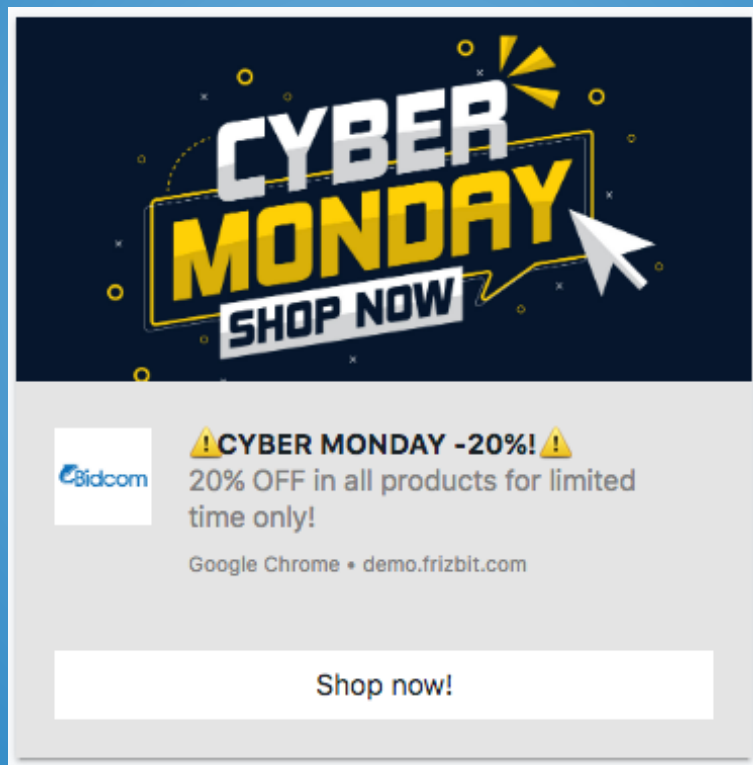 CYBER
MONDAY
SHOP NOW
Bidcom
⚠️CYBER MONDAY -20%!⚠️
20% OFF in all products for limited
time only!
Google Chrome • demo.frizbit.com
Shop now!